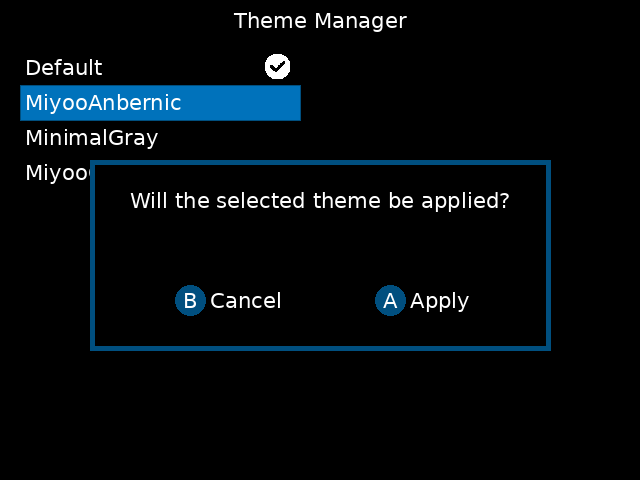 Theme Manager
Default
MiyooAnbernic
MinimalGray
Will the selected theme be applied?
B Cancel
A Apply